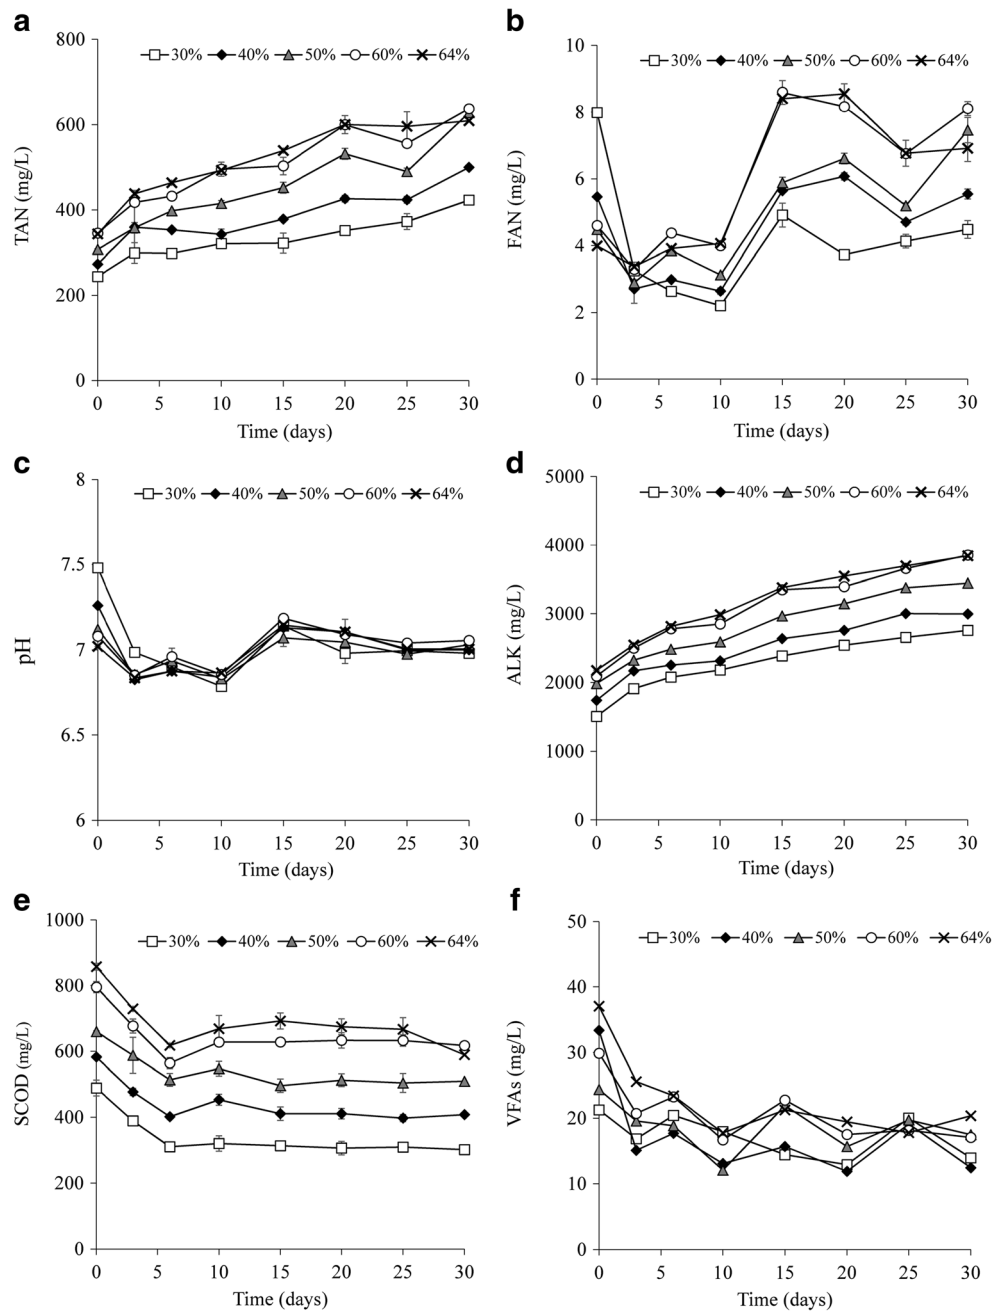 a
800
600
400
200
0
TAN (mg/L)
30% 40% 50% 60% 64%
0 5 10 15 20 25 30
Time (days)
b
10
8
6
4
2
0
FAN (mg/L)
30% 40% 50% 60% 64%
0 5 10 15 20 25 30
Time (days)
c
8
7.5
7
6.5
6
pH
30% 40% 50% 60% 64%
0 5 10 15 20 25 30
Time (days)
d
5000
4000
3000
2000
1000
0
ALK (mg/L)
30% 40% 50% 60% 64%
0 5 10 15 20 25 30
Time (days)
e
1000
800
600
400
200
0
SCOD (mg/L)
30% 40% 50% 60% 64%
0 5 10 15 20 25 30
Time (days)
f
50
40
30
20
10
0
VFAs (mg/L)
30% 40% 50% 60% 64%
0 5 10 15 20 25 30
Time (days)